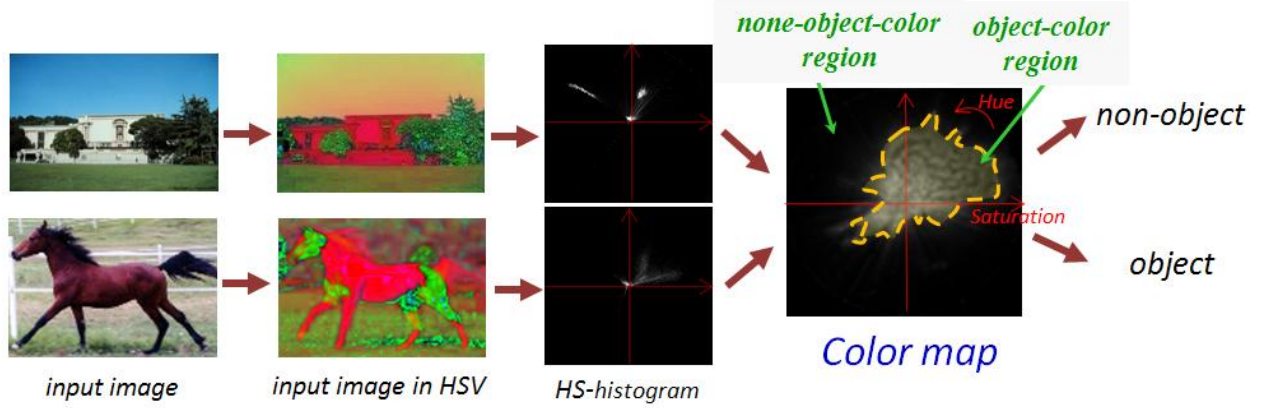 none-object-color
region
object-color
region
Hue
Saturation
non-object
object
Color map
input image
input image in HSV
HS-histogram